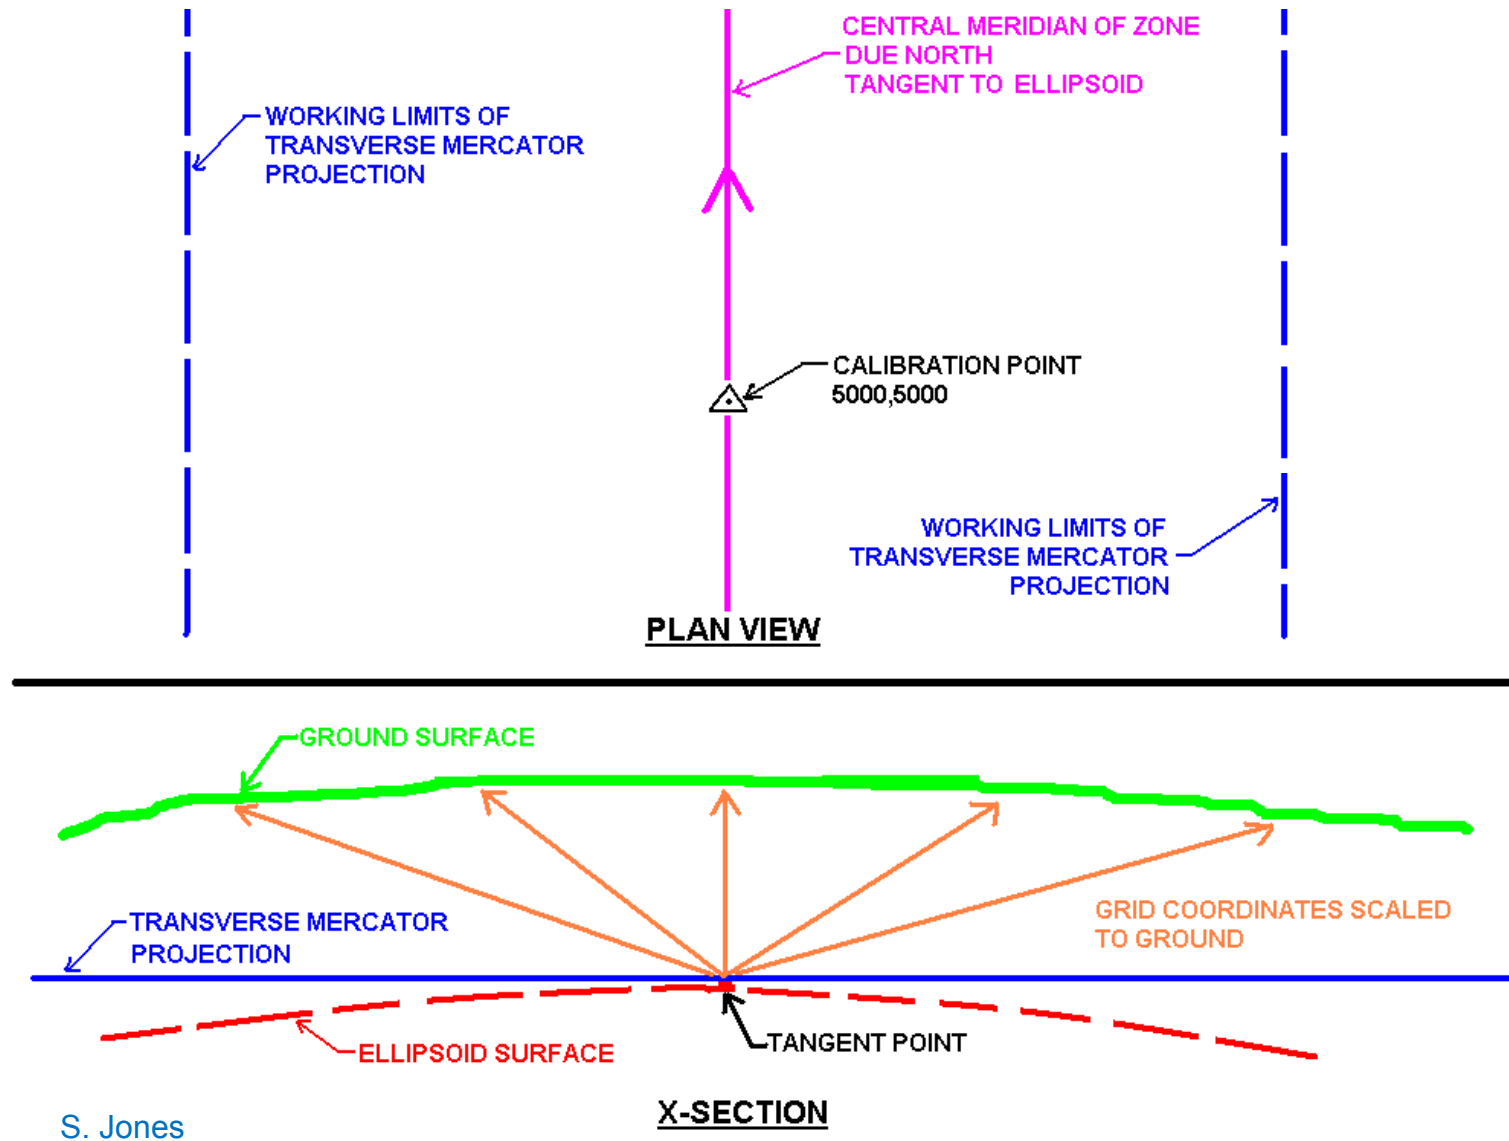 CENTRAL MERIDIAN OF ZONE
DUE NORTH
TANGENT TO ELLIPSOID
WORKING LIMITS OF
TRANSVERSE MERCATOR
PROJECTION
CALIBRATION POINT
5000,5000
WORKING LIMITS OF
TRANSVERSE MERCATOR
PROJECTION
PLAN VIEW
GROUND SURFACE
TRANSVERSE MERCATOR
PROJECTION
GRID COORDINATES SCALED
TO GROUND
TANGENT POINT
ELLIPSOID SURFACE
X-SECTION
S. Jones